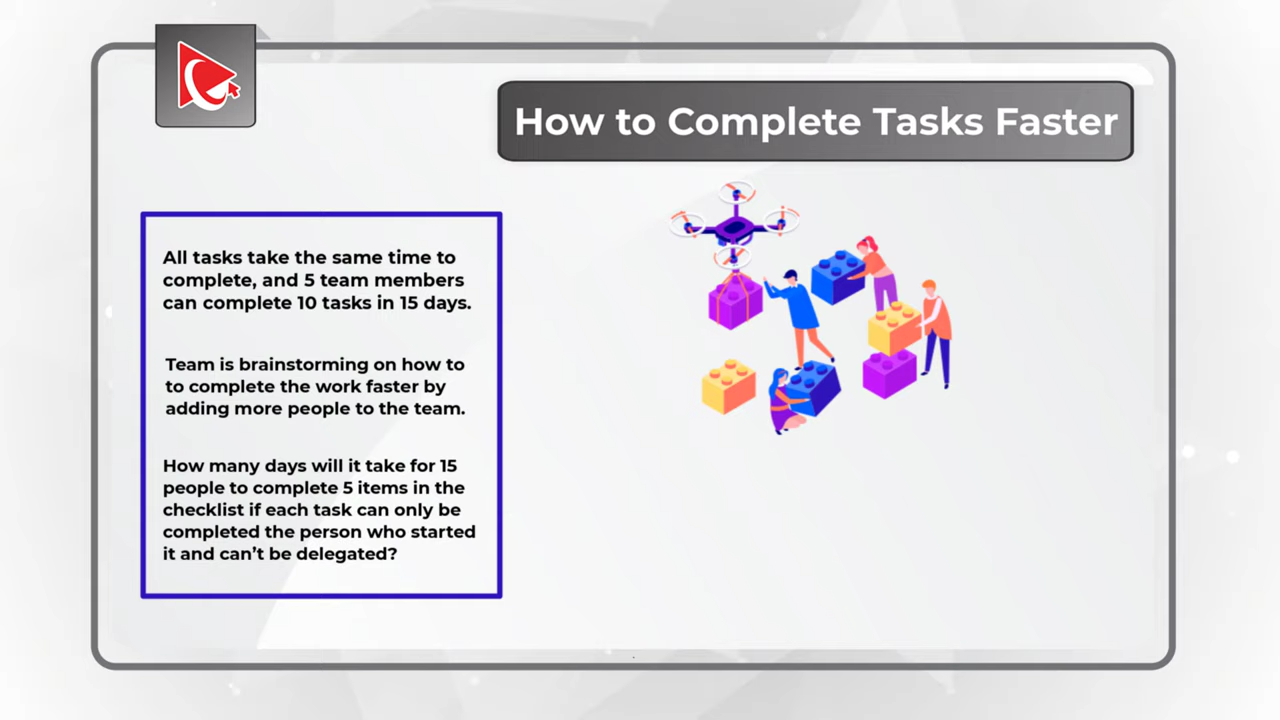 How to Complete Tasks Faster
All tasks take the same time to
complete, and 5 team members
can complete 10 tasks in 15 days.
Team is brainstorming on how to
to complete the work faster by
adding more people to the team.
How many days will it take for 15
people to complete 5 items in the
checklist if each task can only be
completed the person who started
it and can't be delegated?